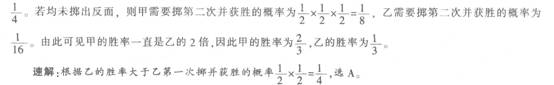 1/4。若均未掷出反面，则甲需要掷第二次并获胜的概率为1/2×1/2×1/2=1/8，乙需要掷第二次并获胜的概率为
1/16。由此可见甲的胜率一直是乙的 2 倍，因此甲的胜率为2/3，乙的胜率为1/3。
速解：根据乙的胜率大于乙第一次掷并获胜的概率1/2×1/2=1/4，选 A。